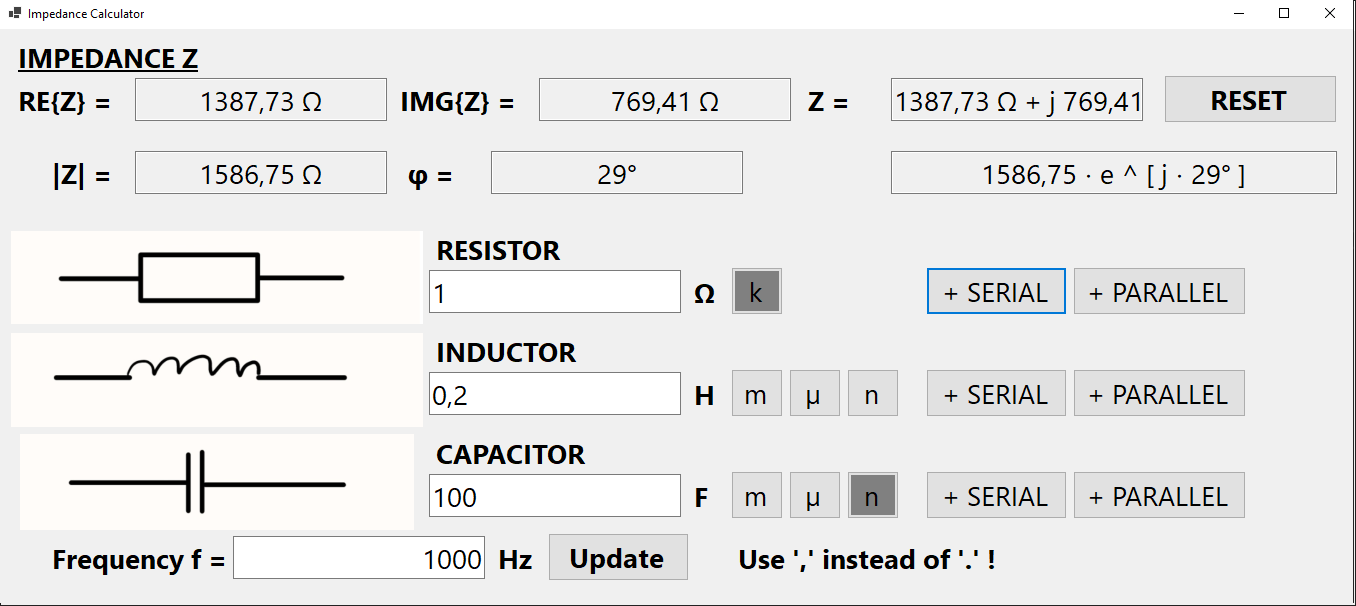 Impedance Calculator
IMPEDANCE Z
RE{Z} = 1387,73 Ω IMG{Z} = 769,41 Ω Z = 1387,73 Ω + j 769,41 RESET
|Z| = 1586,75 Ω φ = 29° 1586,75 · e ^ [ j · 29° ]
RESISTOR
1 Ω k + SERIAL + PARALLEL
INDUCTOR
0,2 H m µ n + SERIAL + PARALLEL
CAPACITOR
100 F m µ n + SERIAL + PARALLEL
Frequency f = 1000 Hz Update Use ',' instead of '.' !